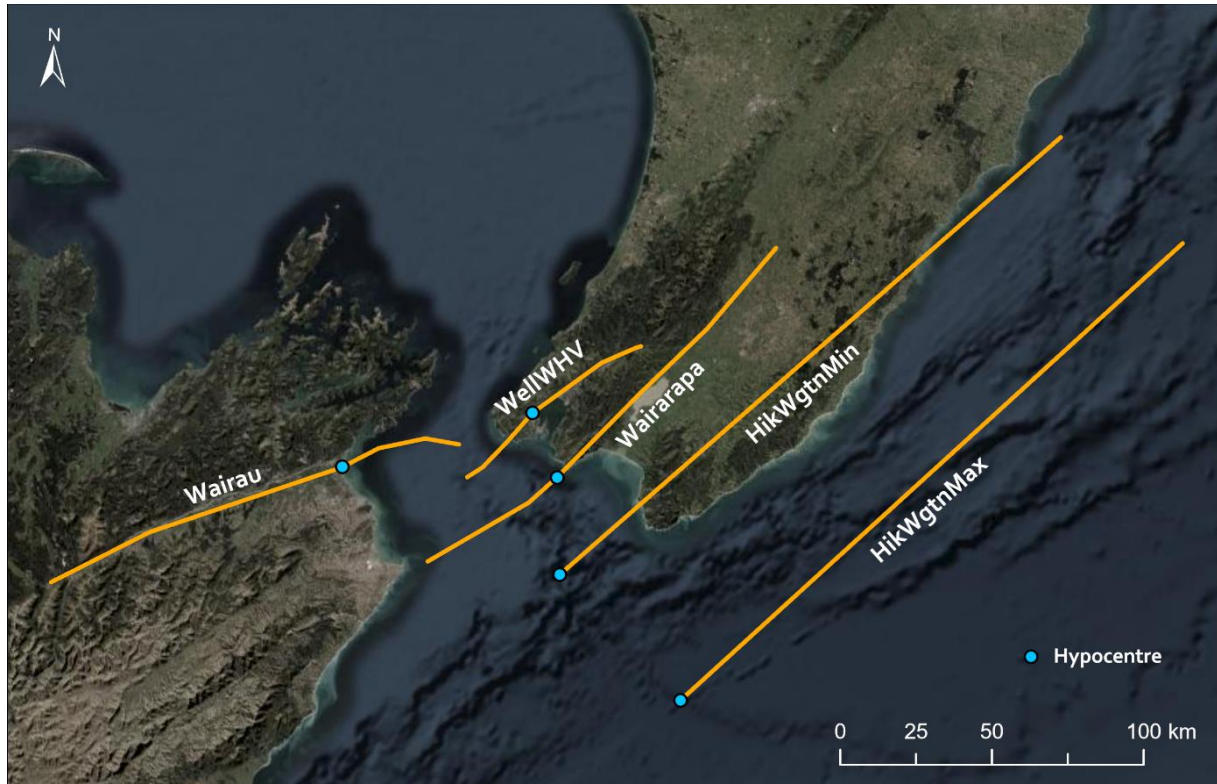 N
WellWHV
Wairarapa
HikWgtnMin
Wairau
HikWgtnMax
Hypocentre
0 25 50 100 km